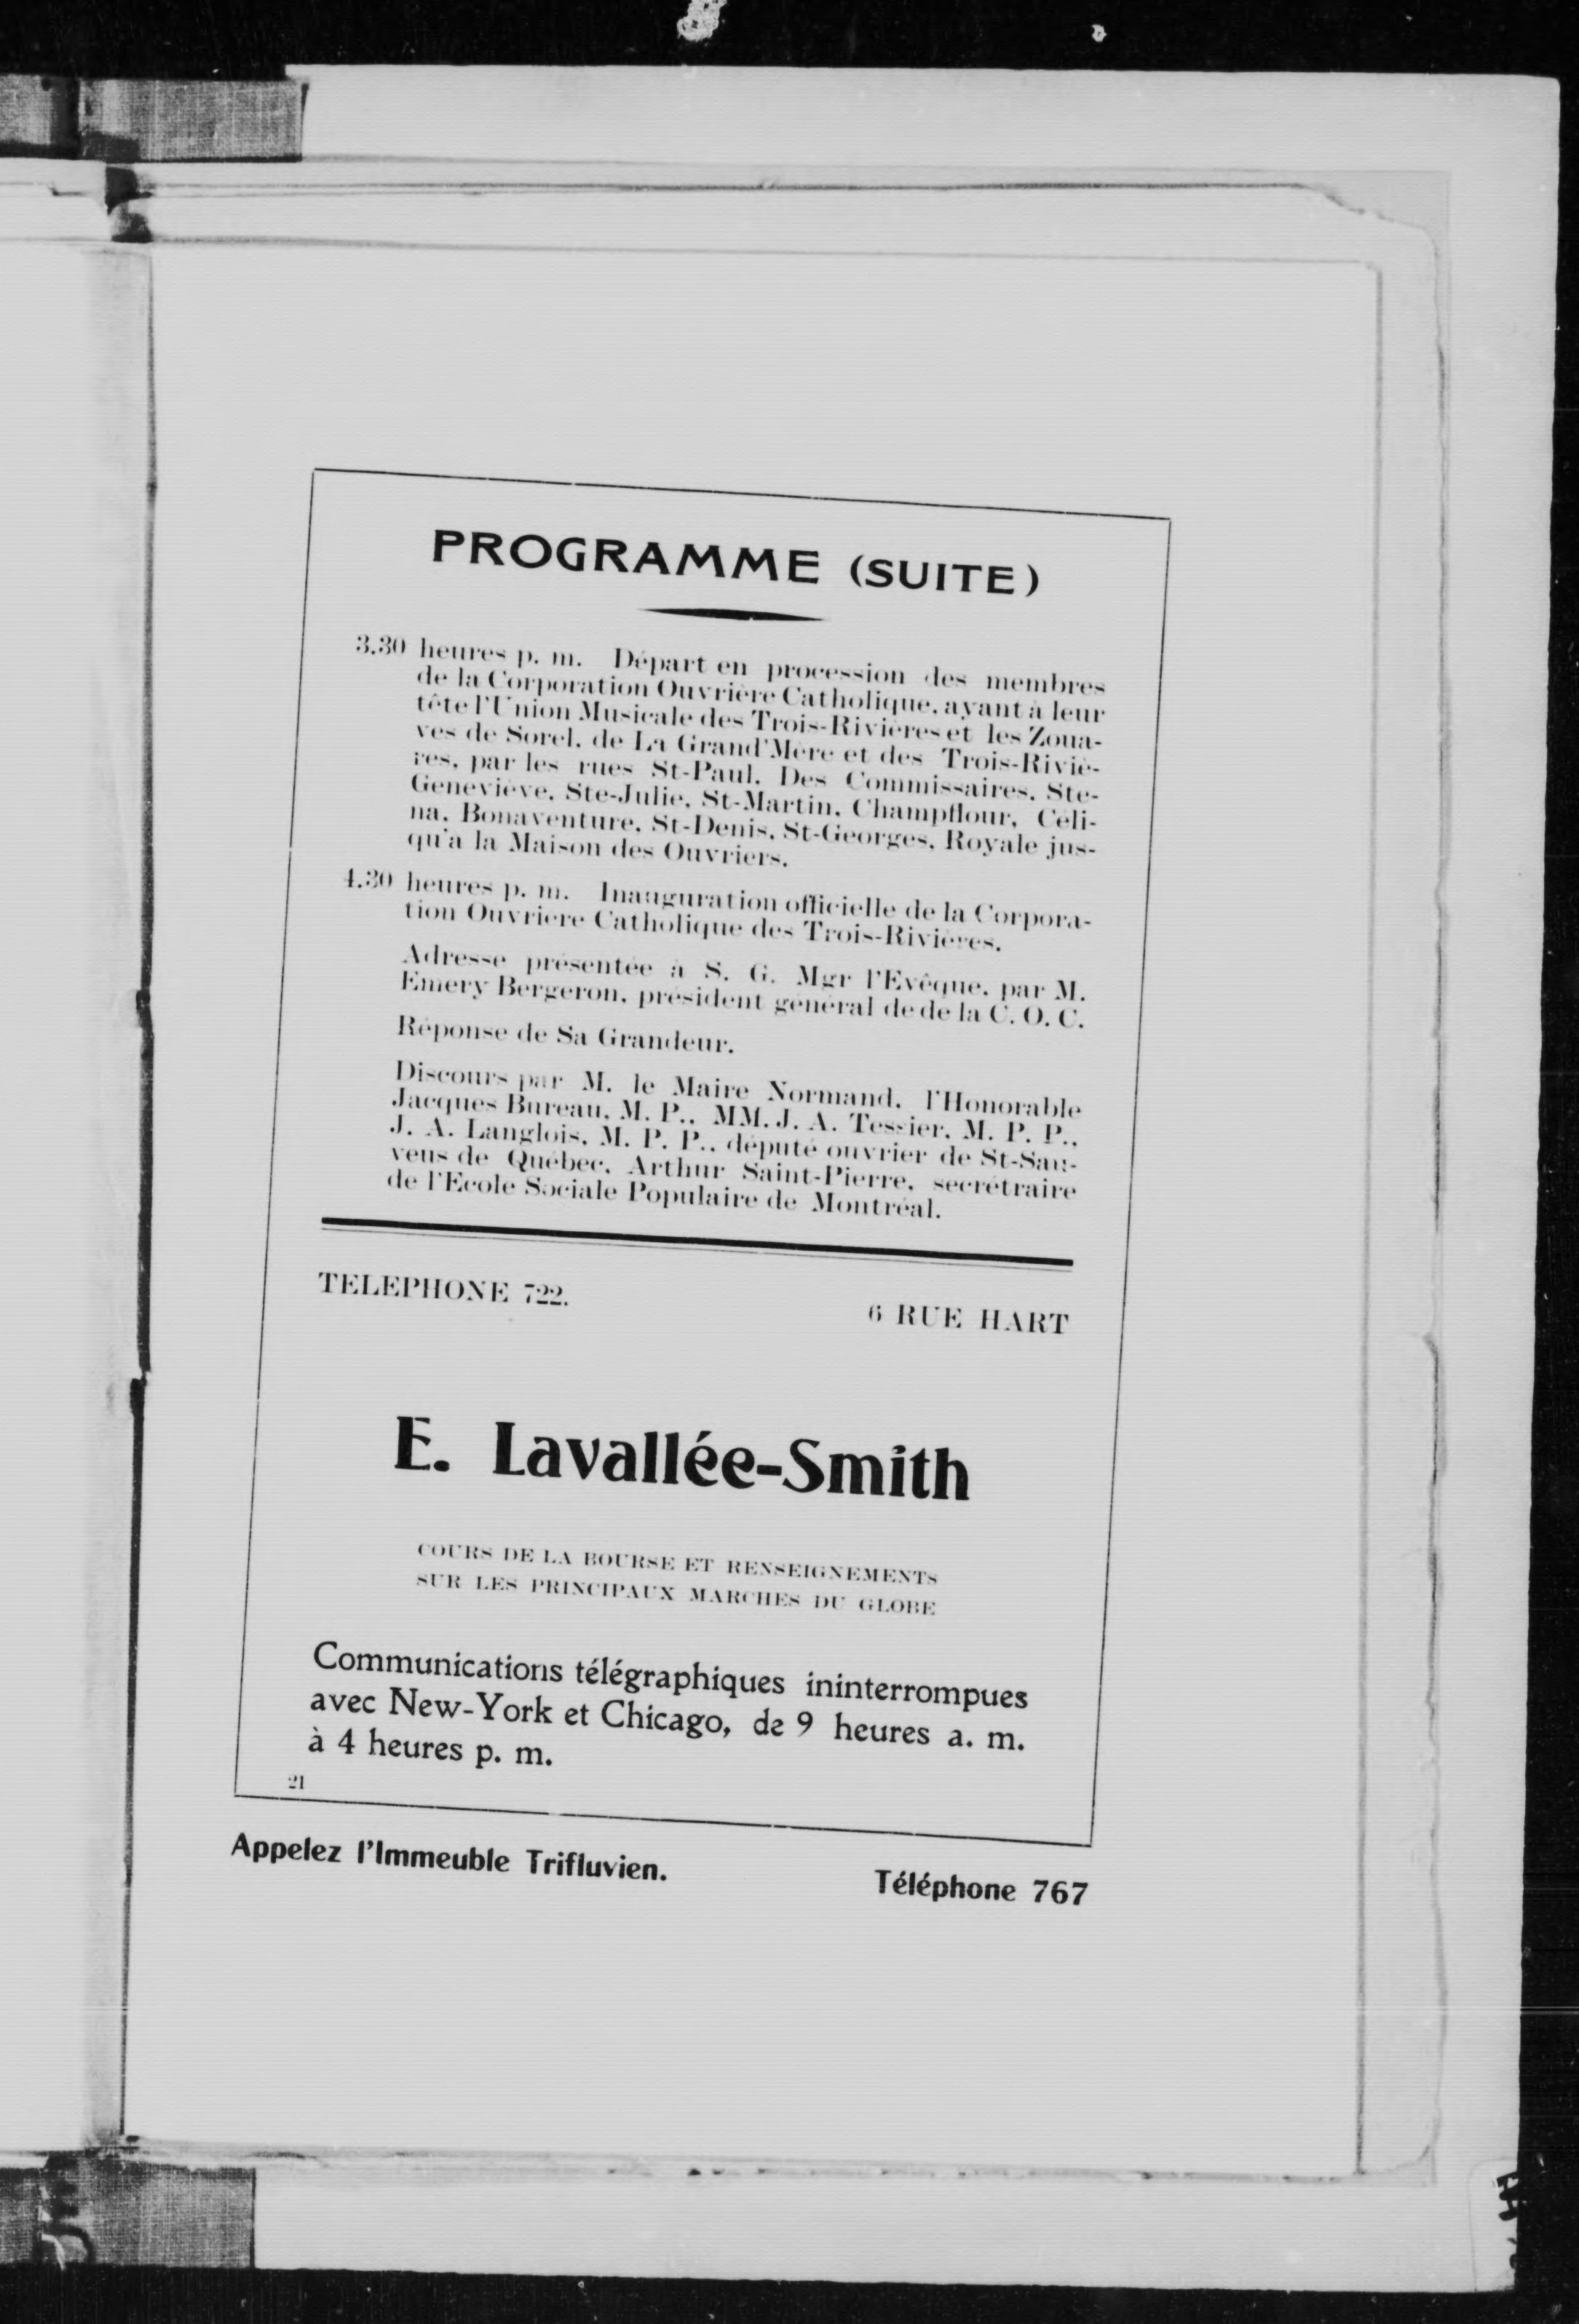 PROGRAMME (SUITE)
3.30 heures p. m. Départ en procession des membres
de la Corporation Ouvrière Catholique, ayant à leur
tête l'Union Musicale des Trois-Rivières et les Zoua-
ves de Sorel, de La Grand'Mère et des Trois-Riviè-
res, par les rues St-Paul, Des Commissaires, Ste-
Geneviève, Ste-Julie, St-Martin, Champflour, Céli-
na, Bonaventure, St-Denis, St-Georges, Royale jus-
qu'à la Maison des Ouvriers.
4.30 heures p. m. Inauguration officielle de la Corpora-
tion Ouvrière Catholique des Trois-Rivières.
Adresse présentée à S. G. Mgr l'Evêque, par M.
Emery Bergeron, président général de de la C. O. C.
Réponse de Sa Grandeur.
Discours par M. le Maire Normand, l'Honorable
Jacques Bureau, M. P., MM. J. A. Tessier, M. P. P.,
J. A. Langlois, M. P. P., député ouvrier de St-Sau-
veus de Québec, Arthur Saint-Pierre, secrétraire
de l'Ecole Sociale Populaire de Montréal.
TELEPHONE 722.
6 RUE HART
E. Lavallée-Smith
COURS DE LA BOURSE ET RENSEIGNEMENTS
SUR LES PRINCIPAUX MARCHES DU GLOBE
Communications télégraphiques ininterrompues
avec New-York et Chicago, de 9 heures a. m.
à 4 heures p. m.
21
Appelez l'Immeuble Trifluvien.
Téléphone 767